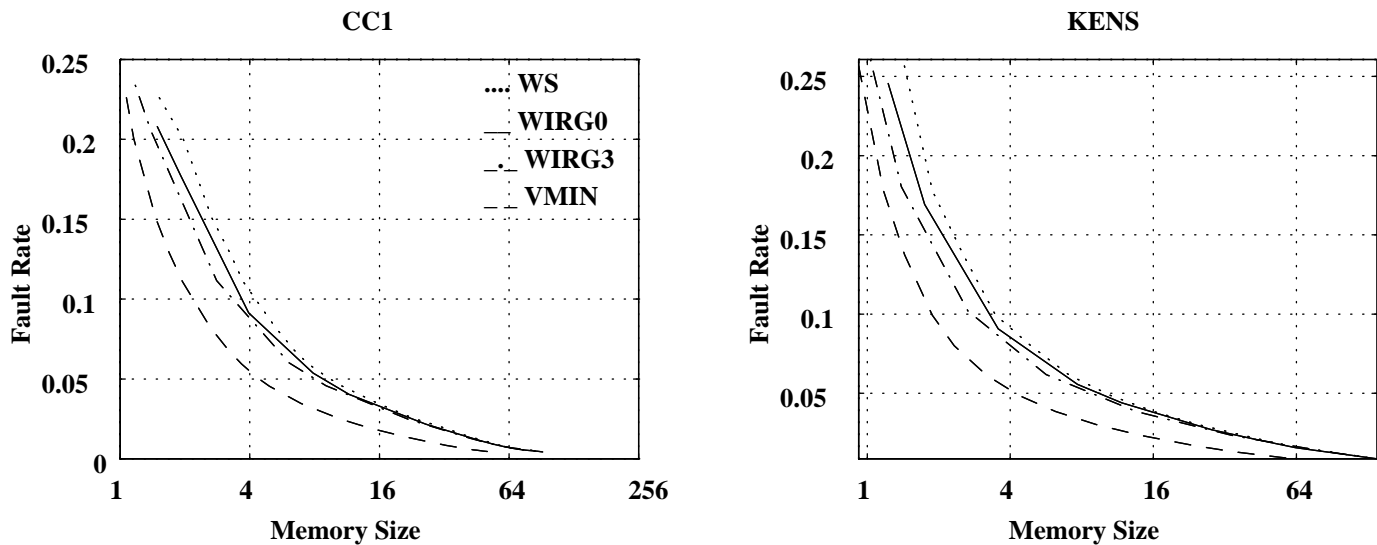 CC1
0.25
0.2
0.15
0.1
0.05
0
Fault Rate
1 4 16 64 256
Memory Size
WS
WIRG0
WIRG3
VMIN
KENS
0.25
0.2
0.15
0.1
0.05
Fault Rate
1 4 16 64
Memory Size